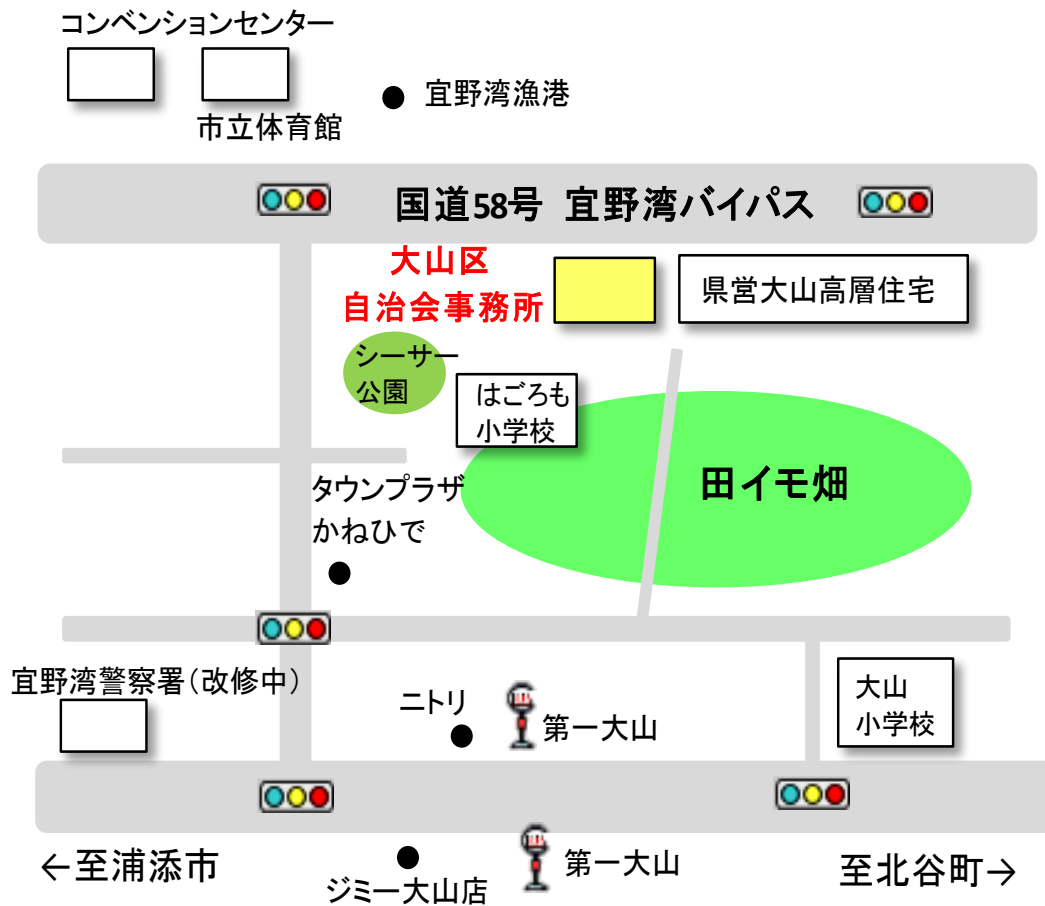 コンベンションセンター
宜野湾漁港
市立体育館
国道58号 宜野湾バイパス
大山区
自治会事務所
県営大山高層住宅
シーサー
公園
はごろも
小学校
田イモ畑
タウンプラザ
かねひで
宜野湾警察署（改修中）
ニトリ
第一大山
大山
小学校
←至浦添市
ジミー大山店
第一大山
至北谷町→